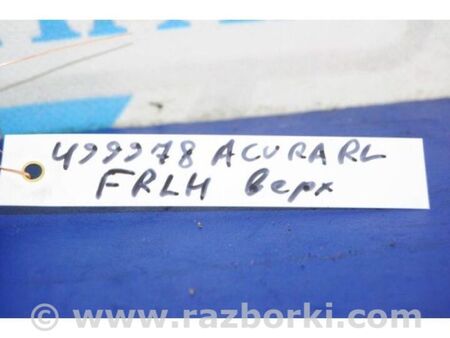 499978 ACURA RL
FRLH верх
© www.razborki.com